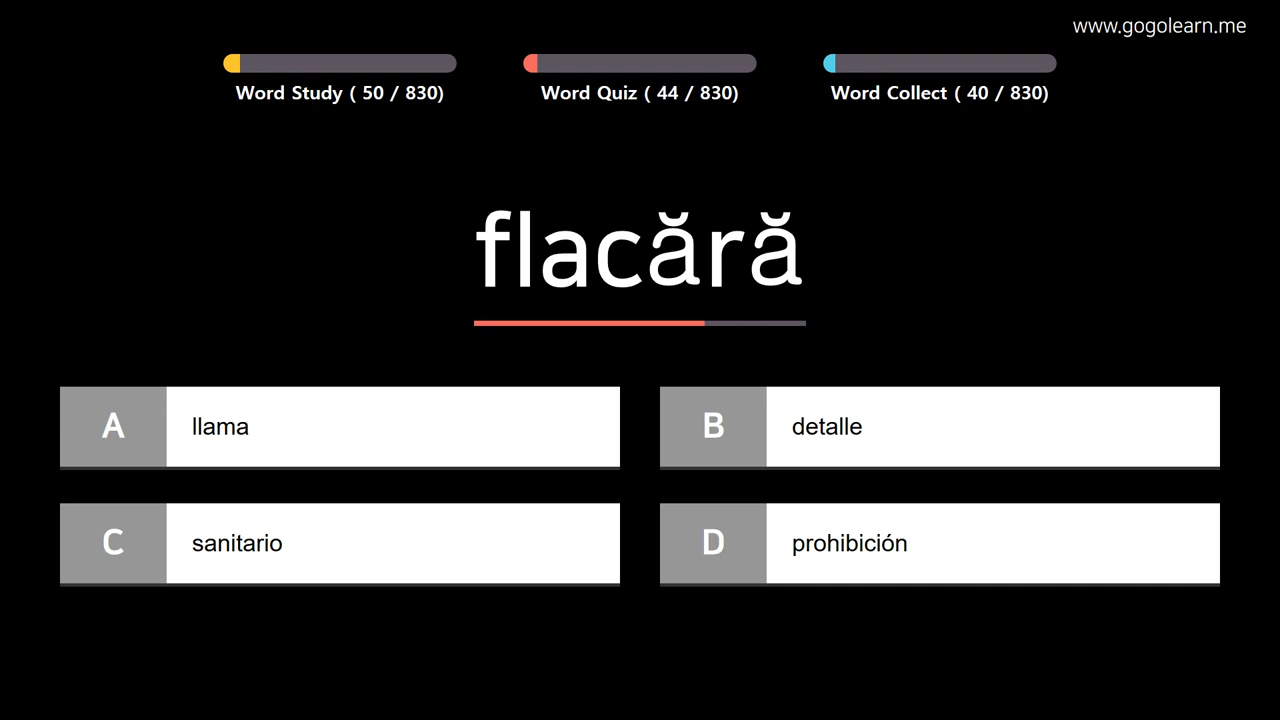 www.gogolearn.me
Word Study ( 50 / 830)
Word Quiz ( 44 / 830)
Word Collect ( 40 / 830)
flacără
A llama
B detalle
C sanitario
D prohibición